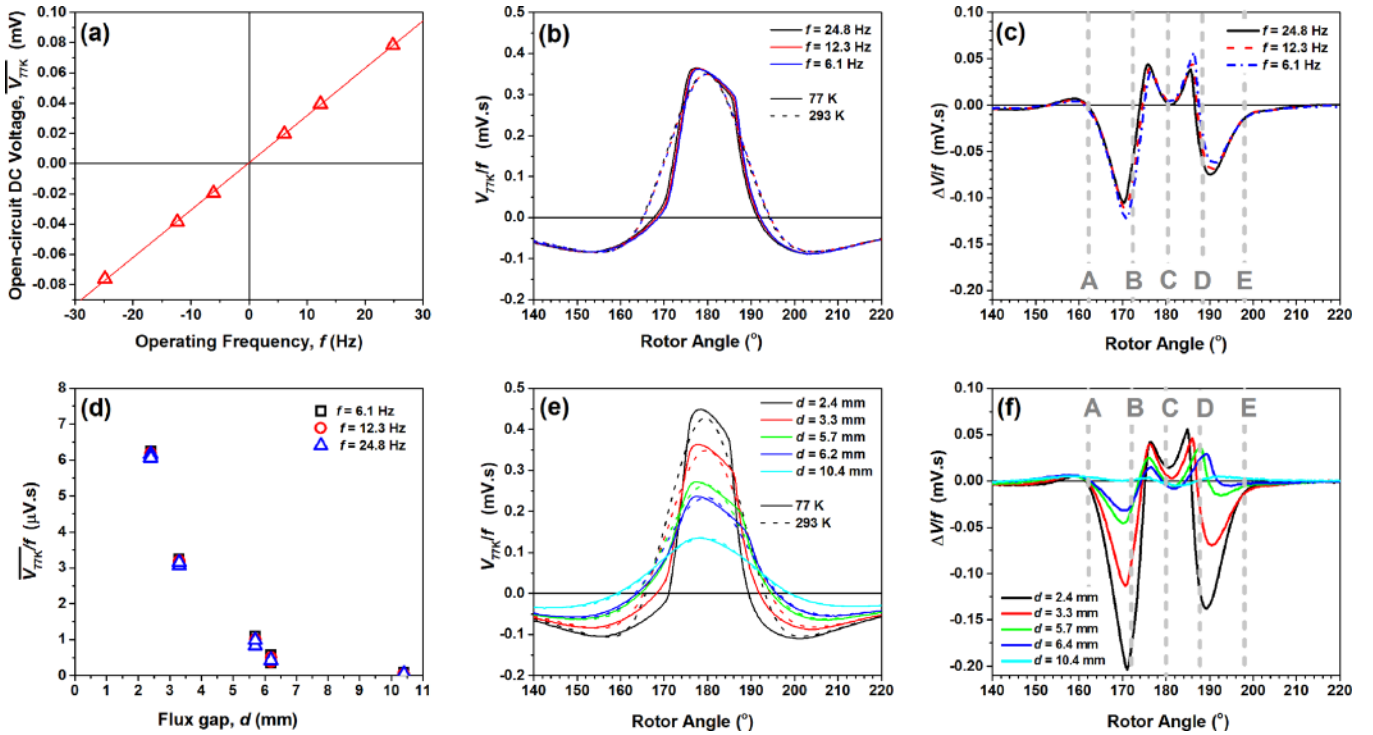 (a)
Open-circuit DC Voltage, V77K (mV)
0.10
0.08
0.06
0.04
0.02
0.00
-0.02
-0.04
-0.06
-0.08
-30 -20 -10 0 10 20 30
Operating Frequency, f (Hz)
(b)
V77K/f (mV.s)
0.5
0.4
0.3
0.2
0.1
0.0
-0.1
-0.2
f = 24.8 Hz
f = 12.3 Hz
f = 6.1 Hz
77 K
293 K
140 150 160 170 180 190 200 210 220
Rotor Angle (°)
(c)
ΔV/f (mV.s)
0.10
0.05
0.00
-0.05
-0.10
-0.15
-0.20
f = 24.8 Hz
f = 12.3 Hz
f = 6.1 Hz
A B C D E
140 150 160 170 180 190 200 210 220
Rotor Angle (°)
(d)
V77K/f (μV.s)
8
7
6
5
4
3
2
1
0
f = 6.1 Hz
f = 12.3 Hz
f = 24.8 Hz
0 1 2 3 4 5 6 7 8 9 10 11
Flux gap, d (mm)
(e)
V77K/f (mV.s)
0.5
0.4
0.3
0.2
0.1
0.0
-0.1
-0.2
d = 2.4 mm
d = 3.3 mm
d = 5.7 mm
d = 6.2 mm
d = 10.4 mm
77 K
293 K
140 150 160 170 180 190 200 210 220
Rotor Angle (°)
(f)
ΔV/f (mV.s)
0.10
0.05
0.00
-0.05
-0.10
-0.15
-0.20
A B C D E
d = 2.4 mm
d = 3.3 mm
d = 5.7 mm
d = 6.4 mm
d = 10.4 mm
140 150 160 170 180 190 200 210 220
Rotor Angle (°)